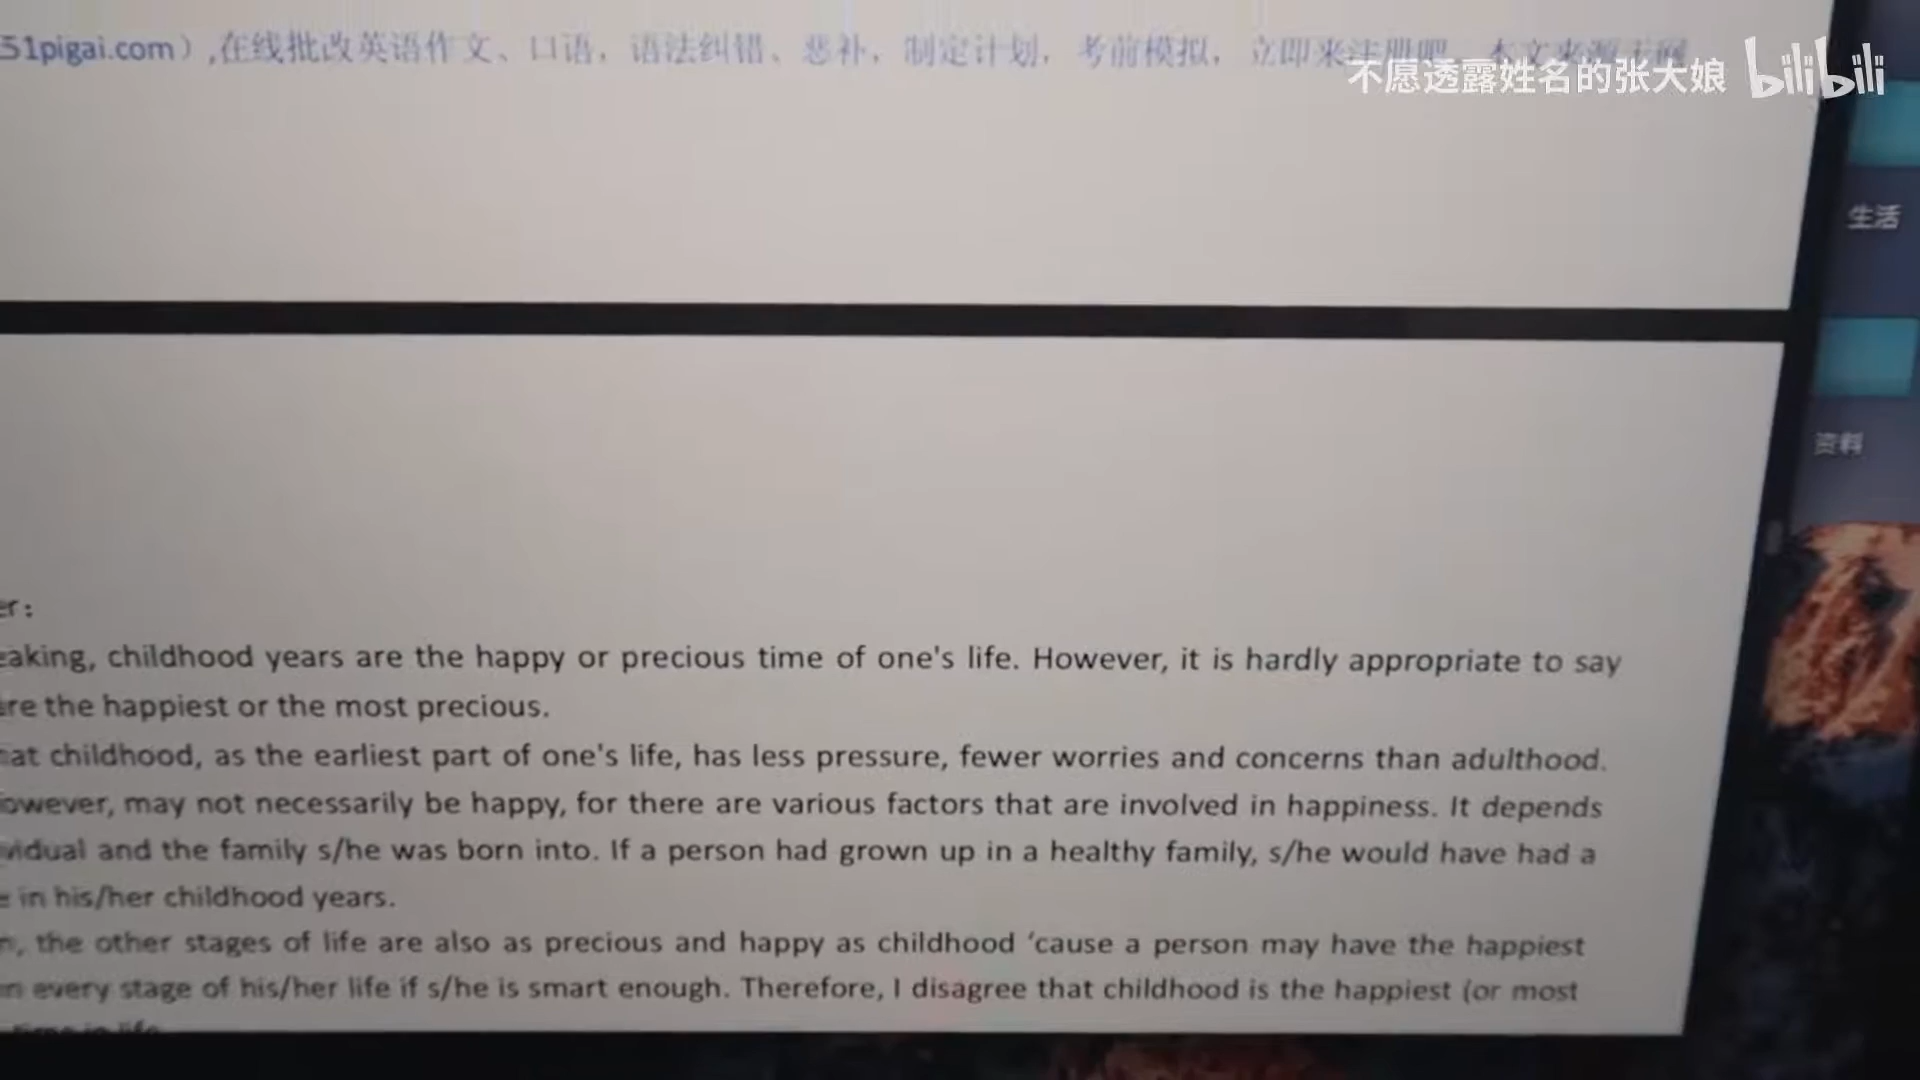 51pigai.com）,在线批改英语作文、口语，语法纠错、恶补，制定计划，考前模拟，立即来注册吧
不愿透露姓名的张大娘 bilibili
生活
资料
er:
eaking, childhood years are the happy or precious time of one's life. However, it is hardly appropriate to say
are the happiest or the most precious.
hat childhood, as the earliest part of one's life, has less pressure, fewer worries and concerns than adulthood.
owever, may not necessarily be happy, for there are various factors that are involved in happiness. It depends
vidual and the family s/he was born into. If a person had grown up in a healthy family, s/he would have had a
e in his/her childhood years.
n, the other stages of life are also as precious and happy as childhood ‘cause a person may have the happiest
in every stage of his/her life if s/he is smart enough. Therefore, I disagree that childhood is the happiest (or most